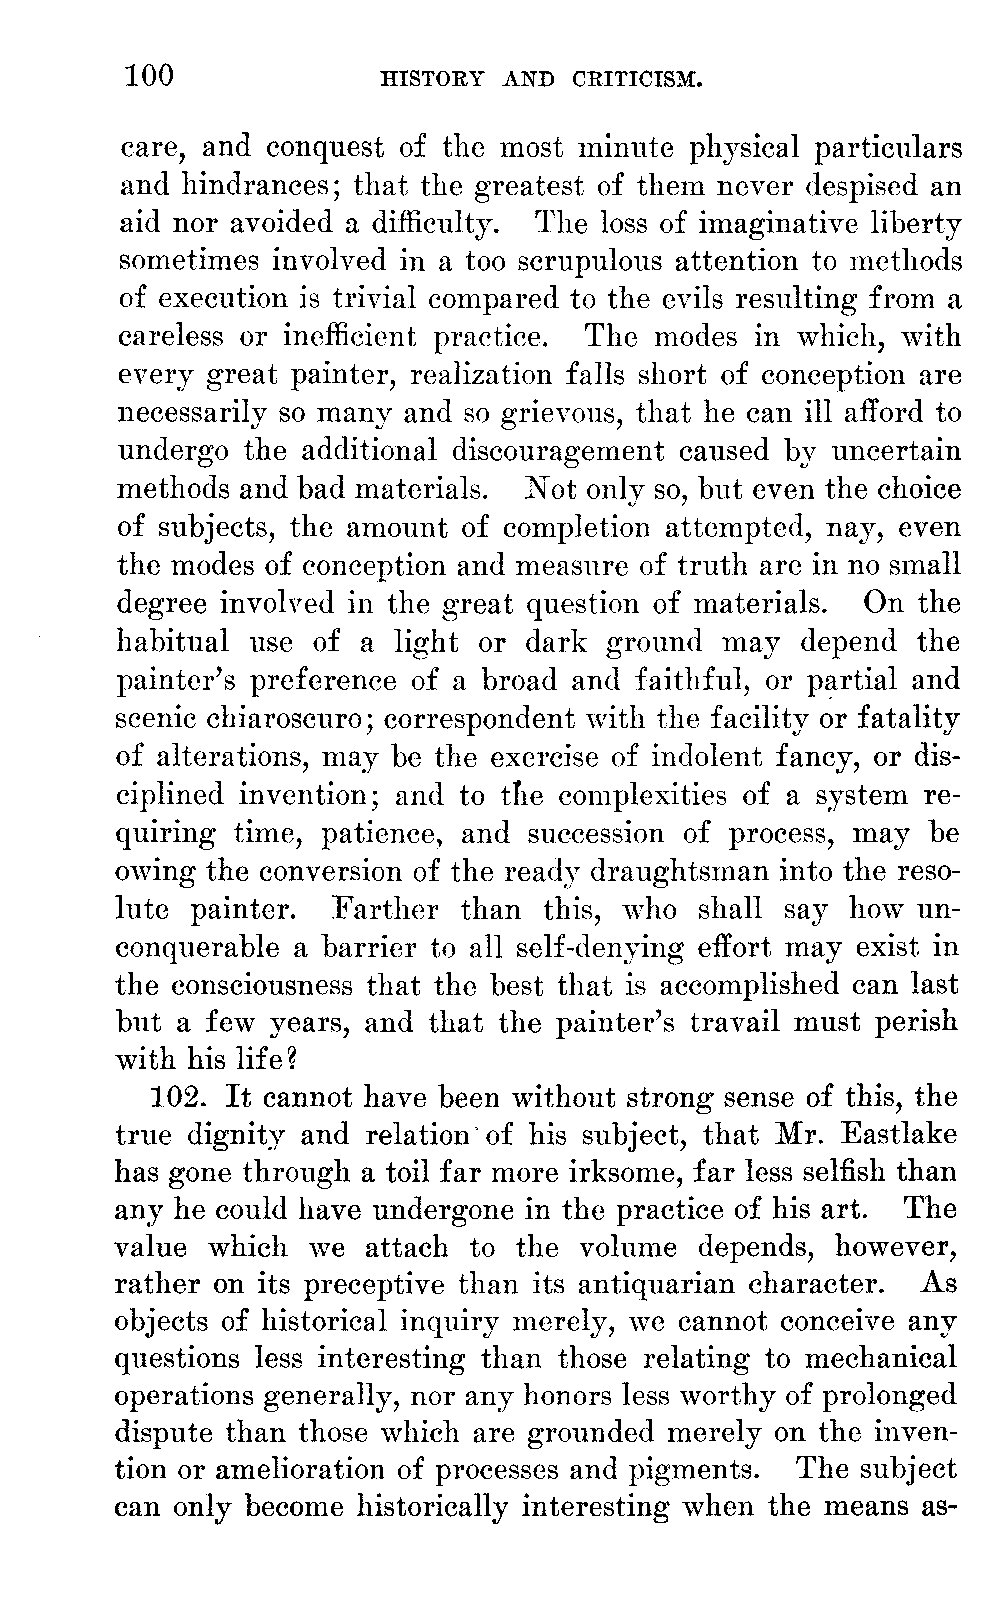 100 HISTORY AND CRITICISM.
care, and conquest of the most minute physical particulars
and hindrances; that the greatest of them never despised an
aid nor avoided a difficulty. The loss of imaginative liberty
sometimes involved in a too scrupulous attention to methods
of execution is trivial compared to the evils resulting from a
careless or inefficient practice. The modes in which, with
every great painter, realization falls short of conception are
necessarily so many and so grievous, that he can ill afford to
undergo the additional discouragement caused by uncertain
methods and bad materials. Not only so, but even the choice
of subjects, the amount of completion attempted, nay, even
the modes of conception and measure of truth are in no small
degree involved in the great question of materials. On the
habitual use of a light or dark ground may depend the
painter's preference of a broad and faithful, or partial and
scenic chiaroscuro; correspondent with the facility or fatality
of alterations, may be the exercise of indolent fancy, or dis-
ciplined invention; and to the complexities of a system re-
quiring time, patience, and succession of process, may be
owing the conversion of the ready draughtsman into the reso-
lute painter. Farther than this, who shall say how un-
conquerable a barrier to all self-denying effort may exist in
the consciousness that the best that is accomplished can last
but a few years, and that the painter's travail must perish
with his life?
102. It cannot have been without strong sense of this, the
true dignity and relation of his subject, that Mr. Eastlake
has gone through a toil far more irksome, far less selfish than
any he could have undergone in the practice of his art. The
value which we attach to the volume depends, however,
rather on its preceptive than its antiquarian character. As
objects of historical inquiry merely, we cannot conceive any
questions less interesting than those relating to mechanical
operations generally, nor any honors less worthy of prolonged
dispute than those which are grounded merely on the inven-
tion or amelioration of processes and pigments. The subject
can only become historically interesting when the means as-